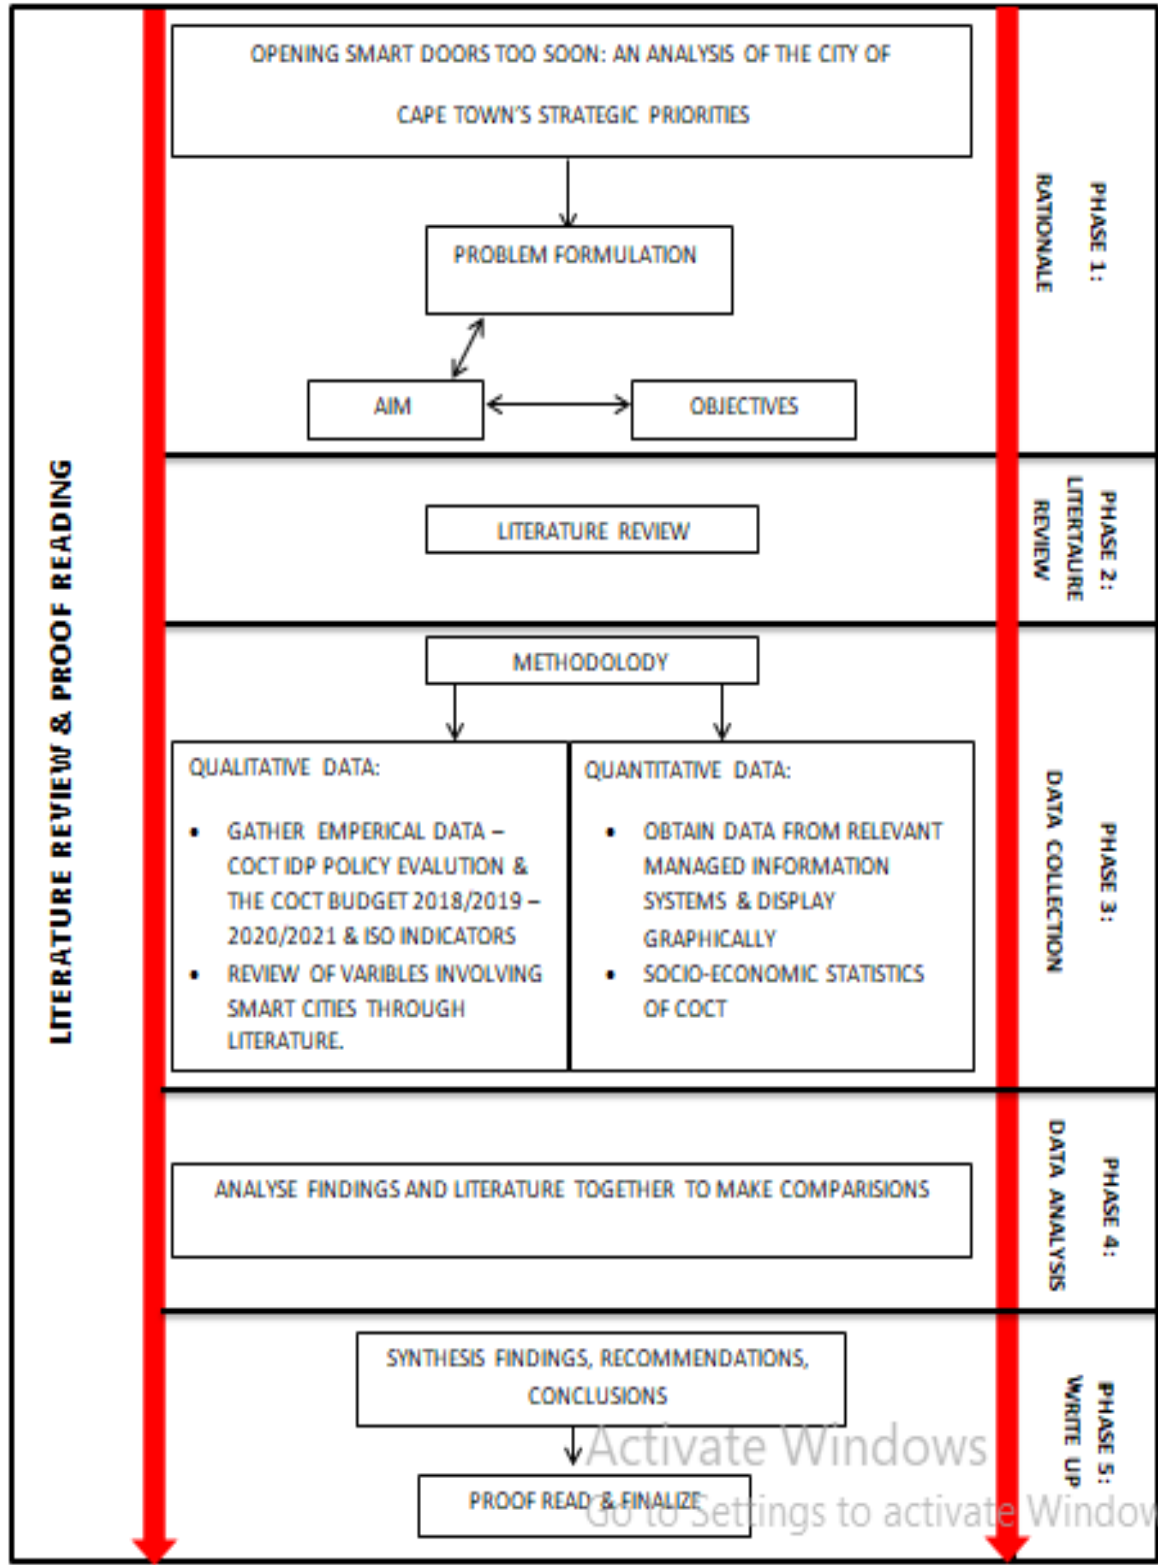 OPENING SMART DOORS TOO SOON: AN ANALYSIS OF THE CITY OF
CAPE TOWN'S STRATEGIC PRIORITIES
PROBLEM FORMULATION
AIM
OBJECTIVES
PHASE 1:
RATIONALE
LITERATURE REVIEW
PHASE 2:
LITERTAURE
REVIEW
LITERATURE REVIEW & PROOF READING
METHODOLODY
QUALITATIVE DATA:
• GATHER EMPERICAL DATA –
COCT IDP POLICY EVALUTION &
THE COCT BUDGET 2018/2019 –
2020/2021 & ISO INDICATORS
• REVIEW OF VARIBLES INVOLVING
SMART CITIES THROUGH
LITERATURE.
QUANTITATIVE DATA:
• OBTAIN DATA FROM RELEVANT
MANAGED INFORMATION
SYSTEMS & DISPLAY
GRAPHICALLY
• SOCIO-ECONOMIC STATISTICS
OF COCT
PHASE 3:
DATA COLLECTION
ANALYSE FINDINGS AND LITERATURE TOGETHER TO MAKE COMPARISIONS
PHASE 4:
DATA ANALYSIS
SYNTHESIS FINDINGS, RECOMMENDATIONS,
CONCLUSIONS
PROOF READ & FINALIZE
PHASE 5:
WRITE UP
Activate Windows
Go to Settings to activate Window